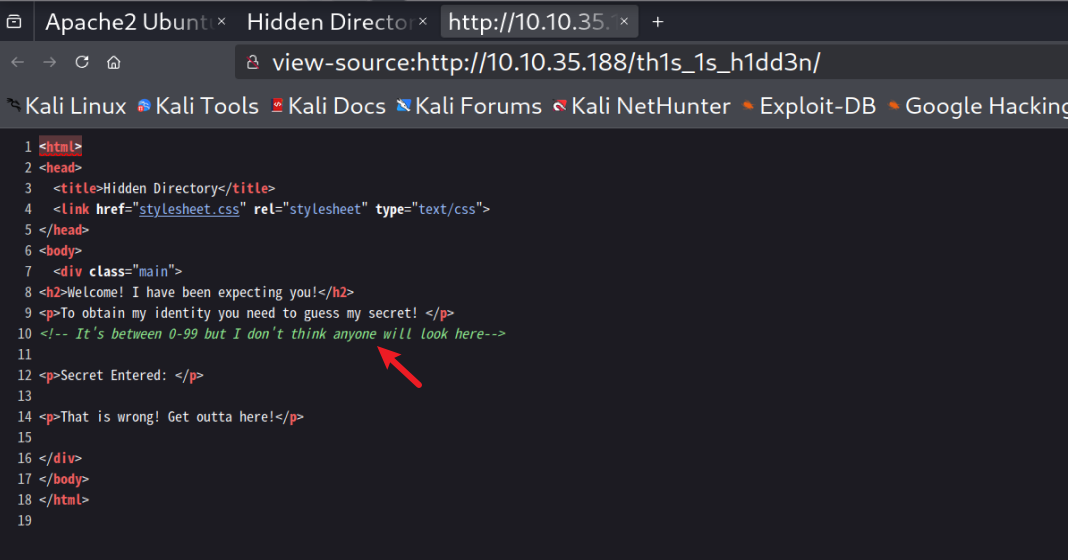 Apache2 Ubuntu × Hidden Director × http://10.10.35.1 × +
view-source:http://10.10.35.188/th1s_1s_h1dd3n/
Kali Linux Kali Tools Kali Docs Kali Forums Kali NetHunter Exploit-DB Google Hacking
1 <html>
2 <head>
3 <title>Hidden Directory</title>
4 <link href="stylesheet.css" rel="stylesheet" type="text/css">
5 </head>
6 <body>
7 <div class="main">
8 <h2>Welcome! I have been expecting you!</h2>
9 <p>To obtain my identity you need to guess my secret! </p>
10 <!-- It's between 0-99 but I don't think anyone will look here-->
11
12 <p>Secret Entered: </p>
13
14 <p>That is wrong! Get outta here!</p>
15
16 </div>
17 </body>
18 </html>
19